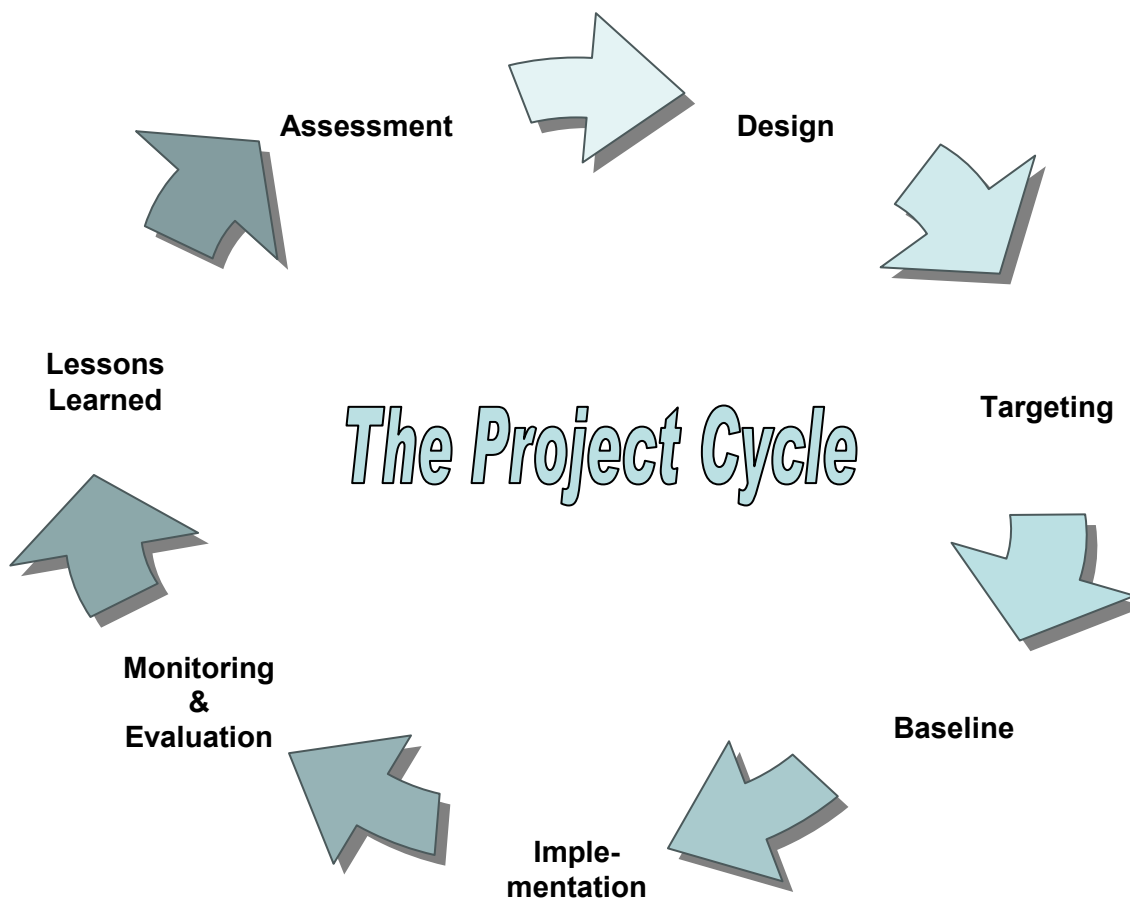 Assessment
Design
Lessons
Learned
Targeting
The Project Cycle
Monitoring
&
Evaluation
Baseline
Imple-
mentation